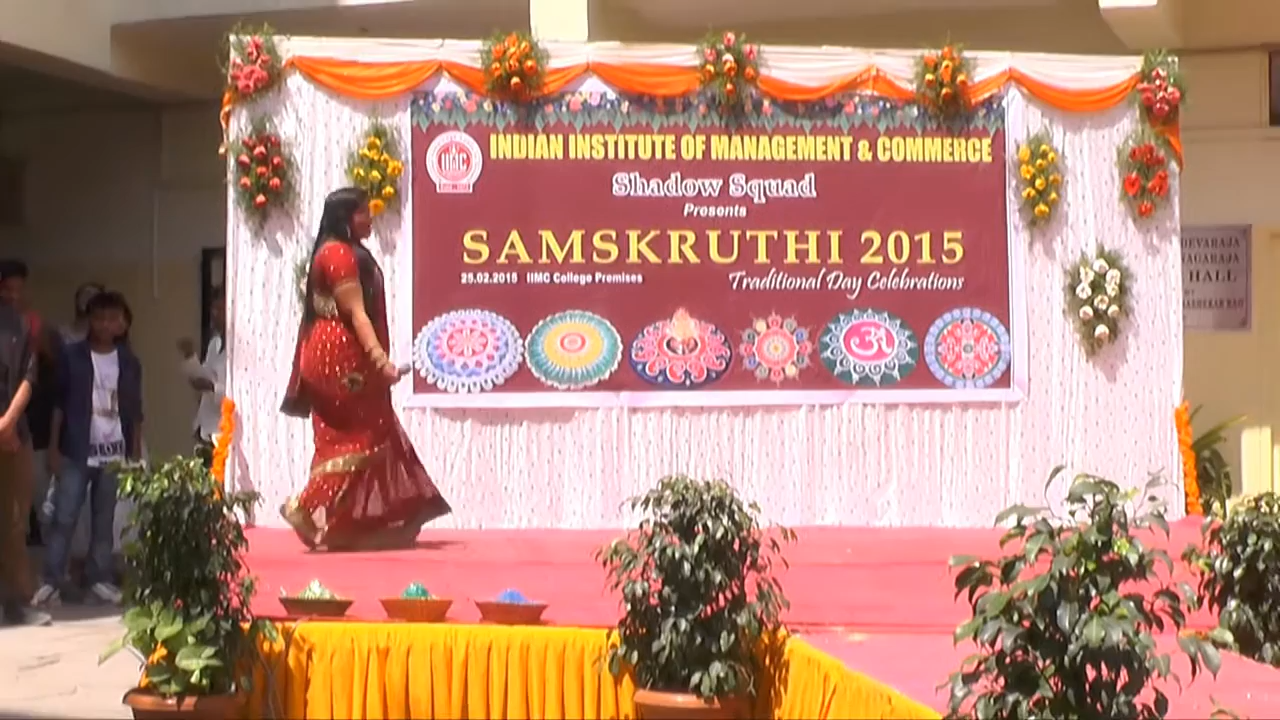 INDIAN INSTITUTE OF MANAGEMENT & COMMERCE
IIMC
Shadow Squad
Presents
SAMSKRUTHI 2015
25.02.2015 IIMC College Premises
Traditional Day Celebrations
ॐ
DEVARAJA
HALL